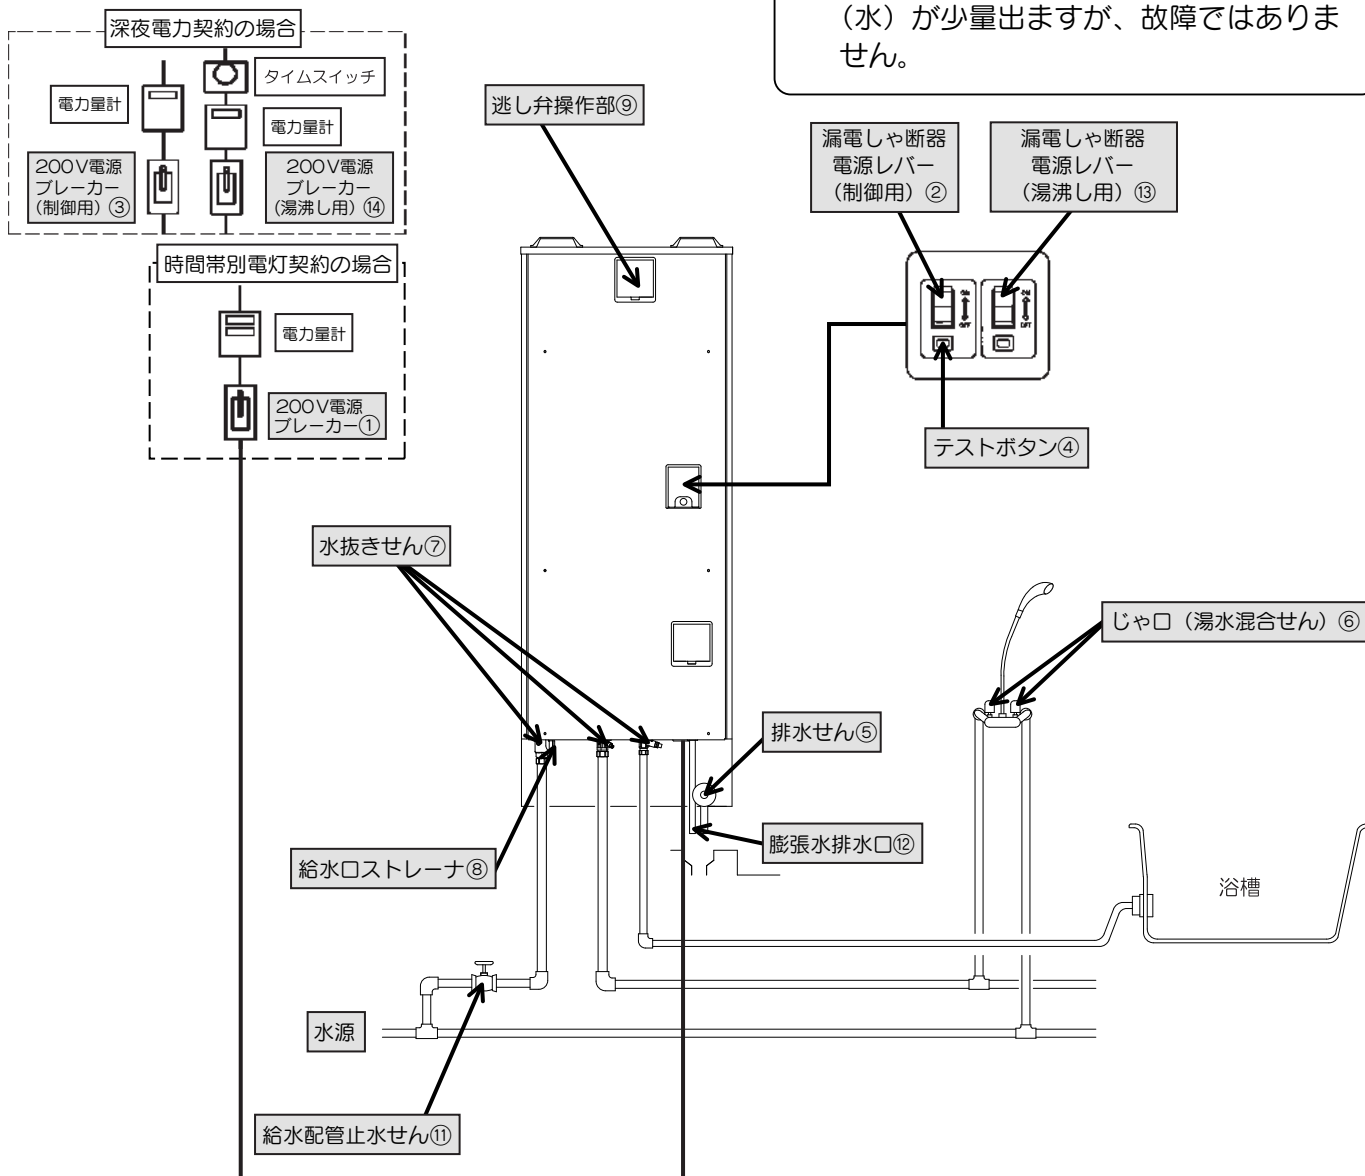 （水）が少量出ますが、故障ではありま
せん。
深夜電力契約の場合
タイムスイッチ
電力量計
電力量計
200V電源
ブレーカー
（制御用）③
200V電源
ブレーカー
（湯沸し用）⑭
時間帯別電灯契約の場合
電力量計
200V電源
ブレーカー①
逃し弁操作部⑨
漏電しゃ断器
電源レバー
（制御用）②
漏電しゃ断器
電源レバー
（湯沸し用）⑬
ON
OFF
ON
テストボタン④
水抜きせん⑦
じゃ口（湯水混合せん）⑥
排水せん⑤
膨張水排水口⑫
給水口ストレーナ⑧
浴槽
水源
給水配管止水せん⑪